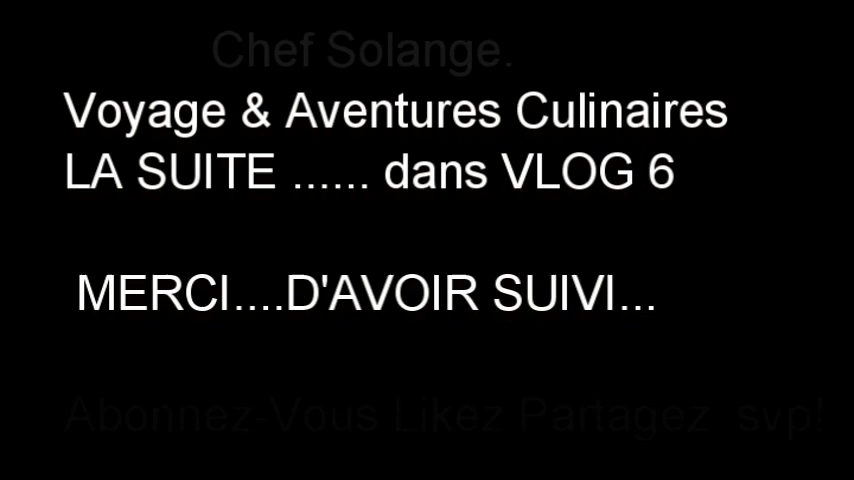 Chef Solange.
Voyage & Aventures Culinaires
LA SUITE ...... dans VLOG 6
MERCI....D'AVOIR SUIVI...
Abonnez-Vous Likez Partagez svp!